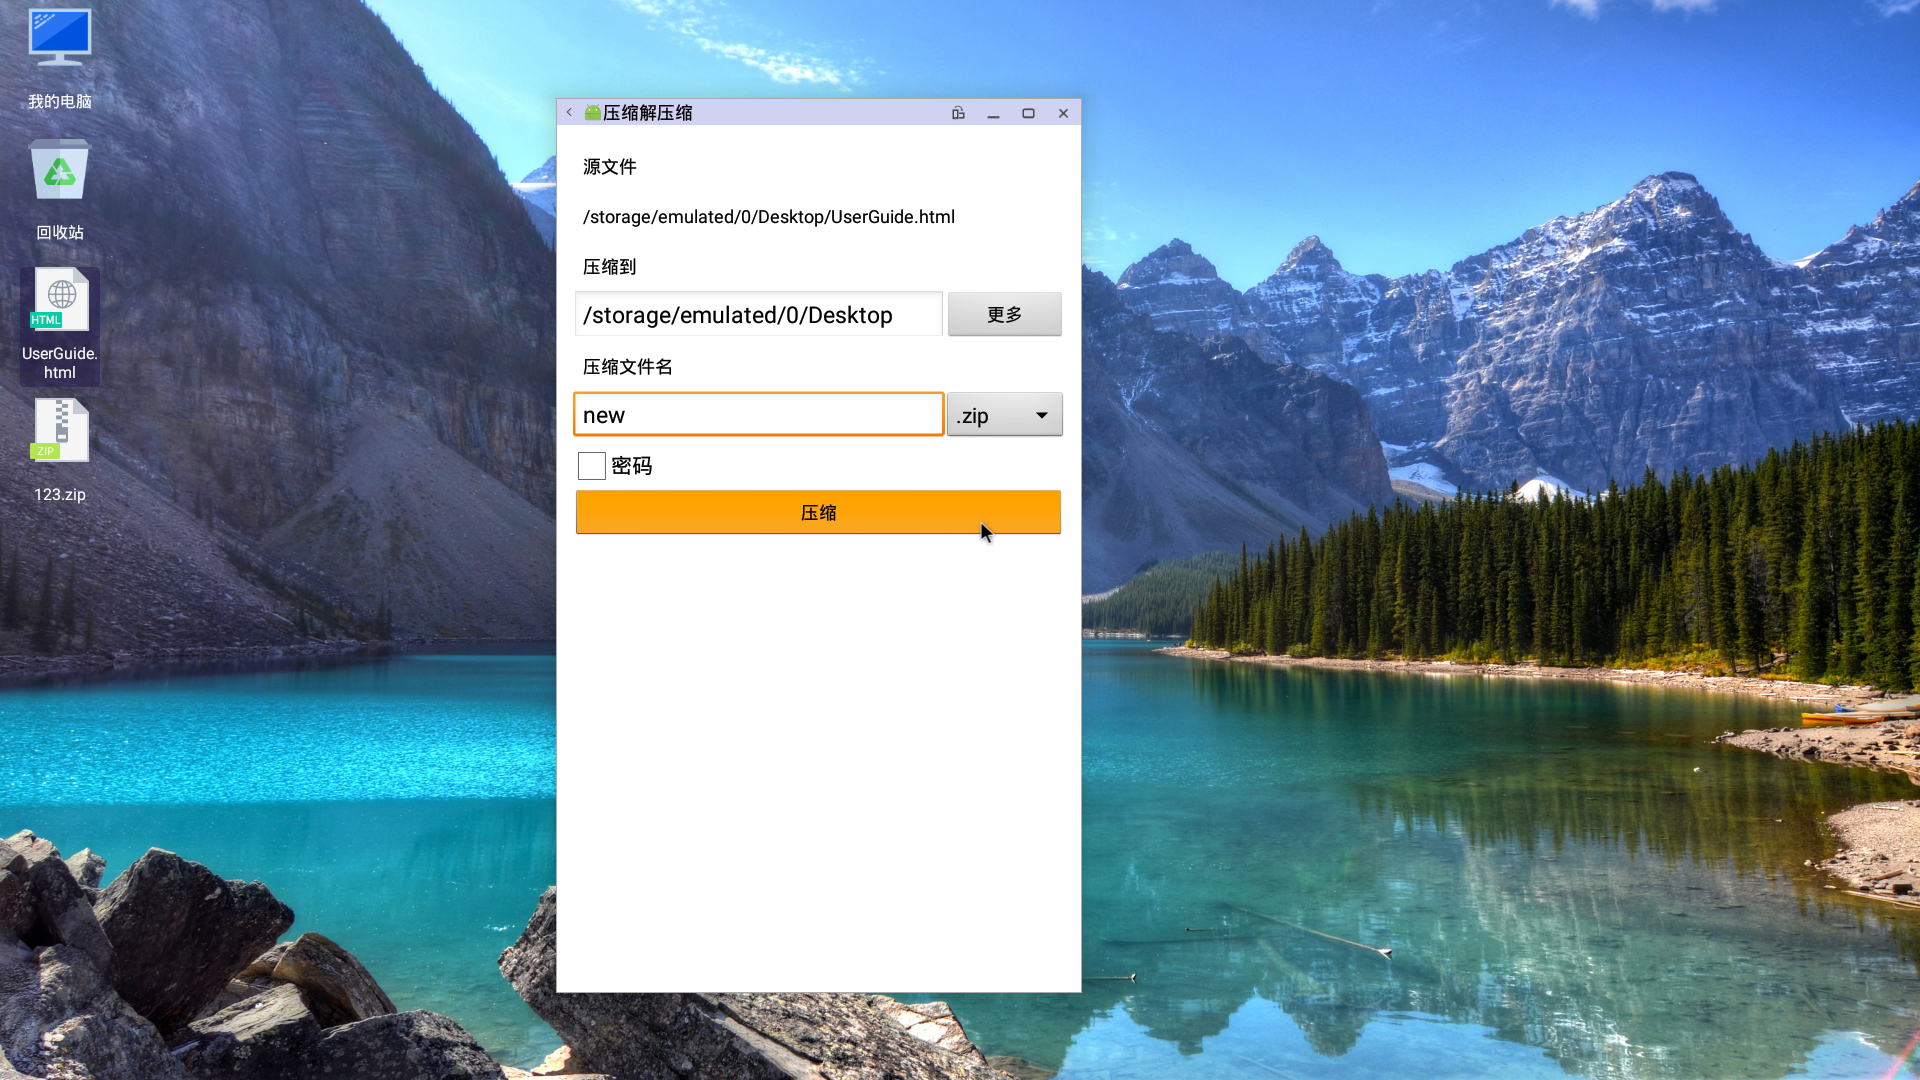 我的电脑
回收站
HTML
UserGuide.
html
ZIP
123.zip
压缩解压缩
源文件
/storage/emulated/0/Desktop/UserGuide.html
压缩到
/storage/emulated/0/Desktop
更多
压缩文件名
new
.zip
密码
压缩